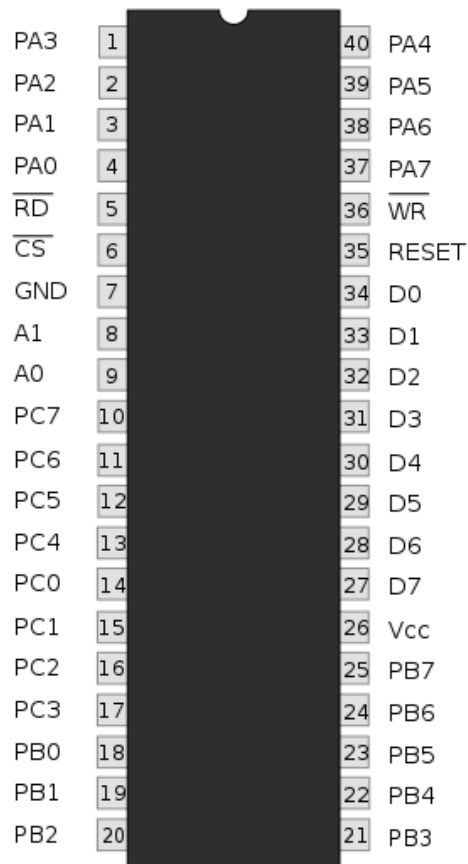 PA3 1 40 PA4
PA2 2 39 PA5
PA1 3 38 PA6
PA0 4 37 PA7
R̅D̅ 5 36 W̅R̅
C̅S̅ 6 35 RESET
GND 7 34 D0
A1 8 33 D1
A0 9 32 D2
PC7 10 31 D3
PC6 11 30 D4
PC5 12 29 D5
PC4 13 28 D6
PC0 14 27 D7
PC1 15 26 Vcc
PC2 16 25 PB7
PC3 17 24 PB6
PB0 18 23 PB5
PB1 19 22 PB4
PB2 20 21 PB3